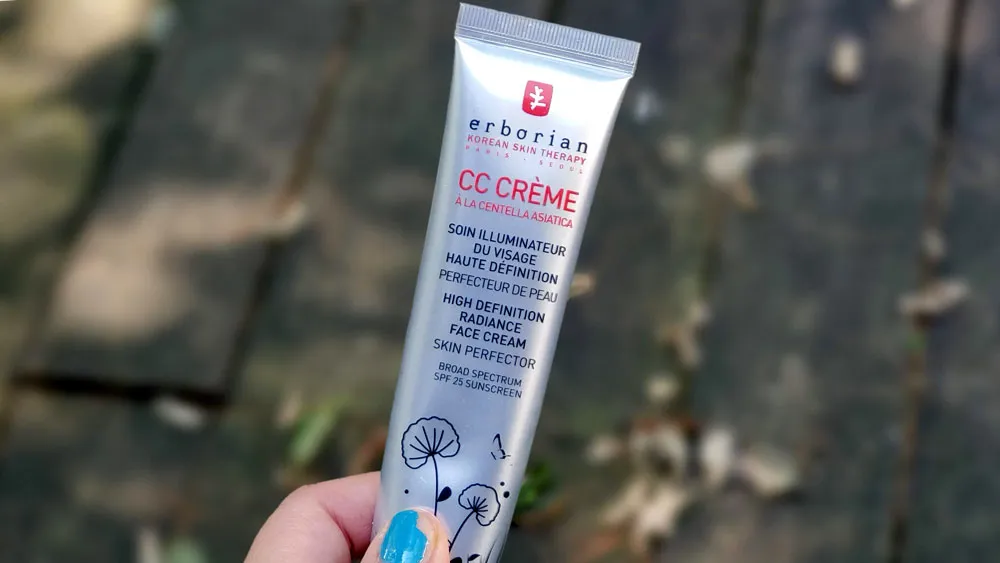 erborian
KOREAN SKIN THERAPY
PARIS - SEOUL
CC CRÈME
À LA CENTELLA ASIATICA
SOIN ILLUMINATEUR
DU VISAGE
HAUTE DÉFINITION
PERFECTEUR DE PEAU
HIGH DEFINITION
RADIANCE
FACE CREAM
SKIN PERFECTOR
BROAD SPECTRUM
SPF 25 SUNSCREEN